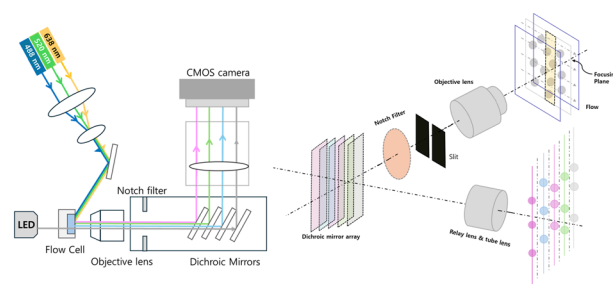 638 nm
520 nm
488 nm
CMOS camera
Notch filter
LED
Flow Cell
Objective lens
Dichroic Mirrors
Objective lens
Focusing
Plane
Flow
Notch Filter
Slit
Dichroic mirror array
Relay lens & tube lens